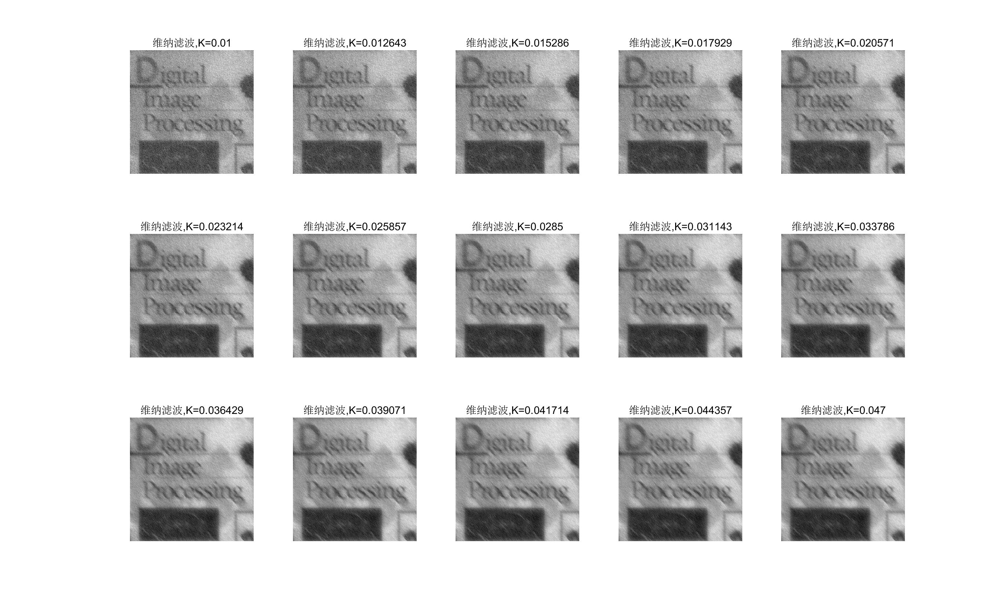 维纳滤波,K=0.01
维纳滤波,K=0.012643
维纳滤波,K=0.015286
维纳滤波,K=0.017929
维纳滤波,K=0.020571
Digital
Image
Processing
Digital
Image
Processing
Digital
Image
Processing
Digital
Image
Processing
Digital
Image
Processing
维纳滤波,K=0.023214
维纳滤波,K=0.025857
维纳滤波,K=0.0285
维纳滤波,K=0.031143
维纳滤波,K=0.033786
Digital
Image
Processing
Digital
Image
Processing
Digital
Image
Processing
Digital
Image
Processing
Digital
Image
Processing
维纳滤波,K=0.036429
维纳滤波,K=0.039071
维纳滤波,K=0.041714
维纳滤波,K=0.044357
维纳滤波,K=0.047
Digital
Image
Processing
Digital
Image
Processing
Digital
Image
Processing
Digital
Image
Processing
Digital
Image
Processing